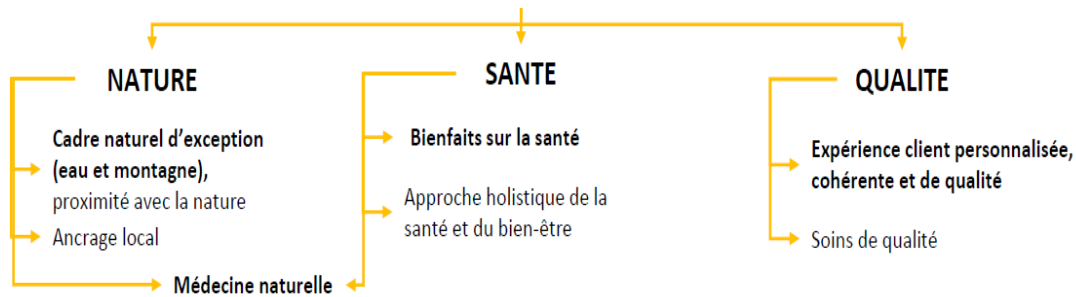 NATURE
Cadre naturel d'exception
(eau et montagne),
proximité avec la nature
Ancrage local
Médecine naturelle
SANTE
Bienfaits sur la santé
Approche holistique de la
santé et du bien-être
QUALITE
Expérience client personnalisée,
cohérente et de qualité
Soins de qualité